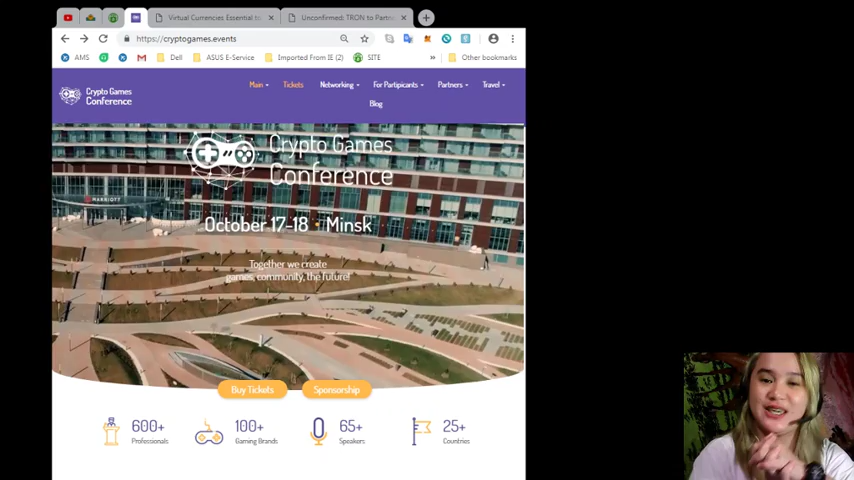 Virtual Currencies Essential to
Unconfirmed: TRON to Partn
https://cryptogames.events
AMS
Dell
ASUS E-Service
Imported From IE (2)
SITE
»
Other bookmarks
Crypto Games
Conference
Main
Tickets
Networking
For Partipicants
Partners
Travel
Blog
Crypto Games
Conference
MARRIOTT
October 17-18 • Minsk
Together we create
games, community, the future!
Buy Tickets
Sponsorship
600+
Professionals
100+
Gaming Brands
65+
Speakers
25+
Countries